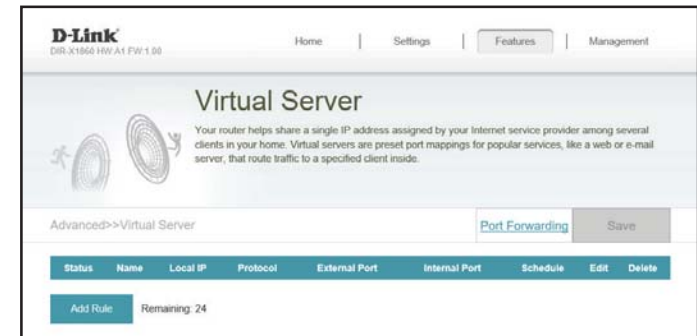 D-Link
DIR-X1860 HW:A1 FW:1.00
Home | Settings | Features | Management
Virtual Server
Your router helps share a single IP address assigned by your Internet service provider among several
clients in your home. Virtual servers are preset port mappings for popular services, like a web or e-mail
server, that route traffic to a specified client inside.
Advanced>>Virtual Server
Port Forwarding
Save
Status Name Local IP Protocol External Port Internal Port Schedule Edit Delete
Add Rule Remaining: 24